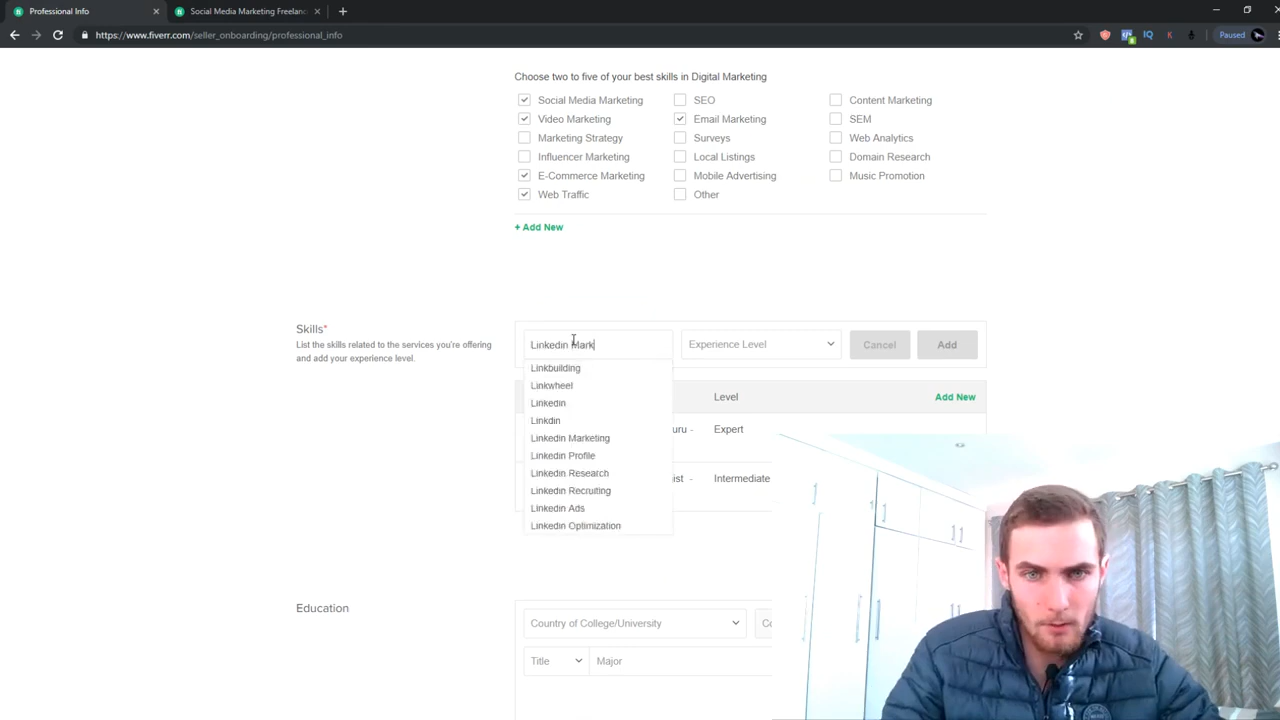 Professional Info
Social Media Marketing Freelanc
Paused
https://www.fiverr.com/seller_onboarding/professional_info
Choose two to five of your best skills in Digital Marketing
Social Media Marketing SEO Content Marketing
Video Marketing Email Marketing SEM
Marketing Strategy Surveys Web Analytics
Influencer Marketing Local Listings Domain Research
E-Commerce Marketing Mobile Advertising Music Promotion
Web Traffic Other
+ Add New
Skills*
List the skills related to the services you're offering
and add your experience level.
Linkedin Mark Experience Level Cancel Add
Linkbuilding
Linkwheel
Linkedin
Linkdin
Linkedin Marketing
Linkedin Profile
Linkedin Research
Linkedin Recruiting
Linkedin Ads
Linkedin Optimization
Level Add New
uru - Expert
ist - Intermediate
Education
Country of College/University Co
Title Major